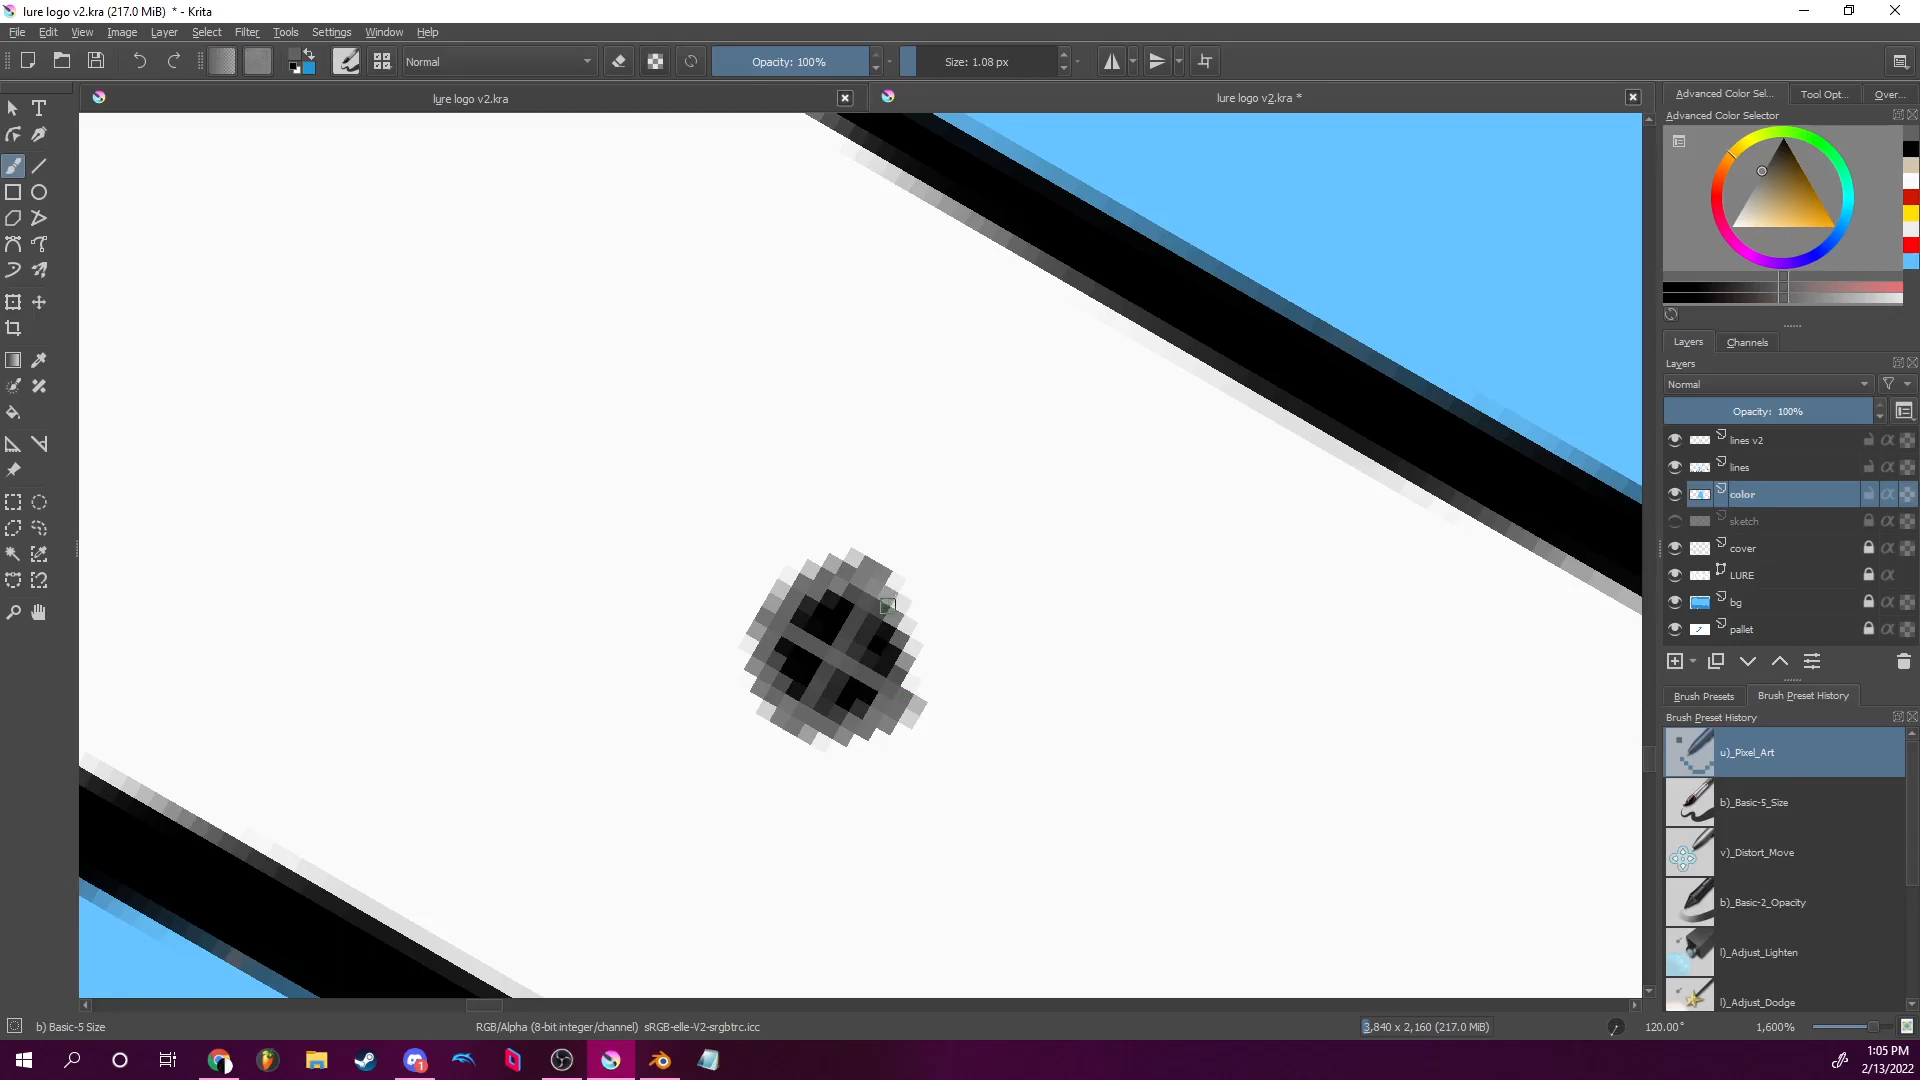 lure logo v2.kra (217.0 MiB) * - Krita
File Edit View Image Layer Select Filter Tools Settings Window Help
Normal
Opacity: 100%
Size: 1.08 px
lure logo v2.kra
lure logo v2.kra *
Advanced Color Sel...
Tool Opt...
Over...
Advanced Color Selector
Layers
Channels
Layers
Normal
Opacity: 100%
lines v2
lines
color
sketch
cover
LURE
bg
pallet
Brush Presets
Brush Preset History
Brush Preset History
u)_Pixel_Art
b)_Basic-5_Size
v)_Distort_Move
b)_Basic-2_Opacity
l)_Adjust_Lighten
l)_Adjust_Dodge
b) Basic-5 Size
RGB/Alpha (8-bit integer/channel) sRGB-elle-V2-srgbtrc.icc
3,840 x 2,160 (217.0 MiB)
120.00°
1,600%
1
1:05 PM
2/13/2022